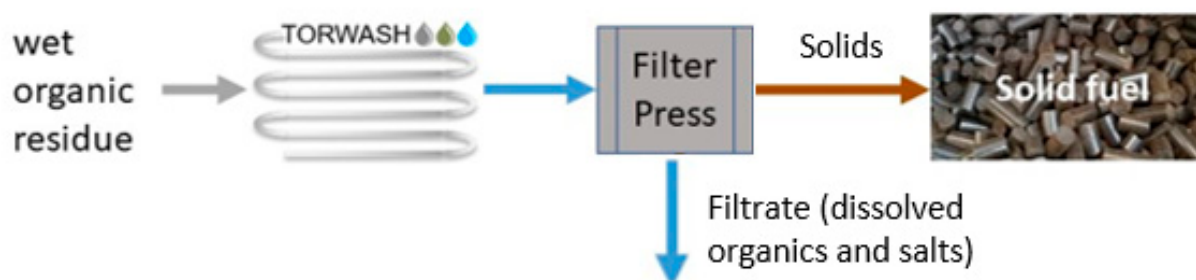 wet
organic
residue
TORWASH
Filter
Press
Solids
Solid fuel
Filtrate (dissolved
organics and salts)